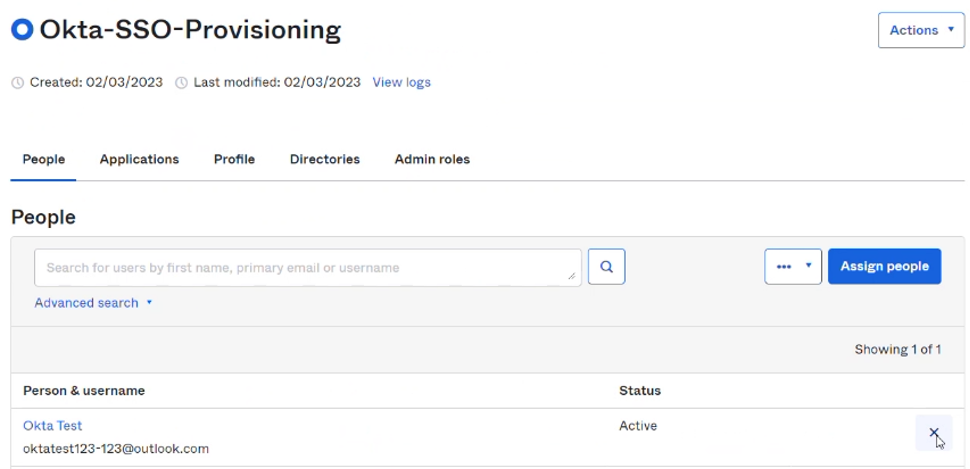 Okta-SSO-Provisioning
Actions
Created: 02/03/2023 Last modified: 02/03/2023 View logs
People Applications Profile Directories Admin roles
People
Search for users by first name, primary email or username
Assign people
Advanced search
Showing 1 of 1
Person & username Status
Okta Test Active
oktatest123-123@outlook.com